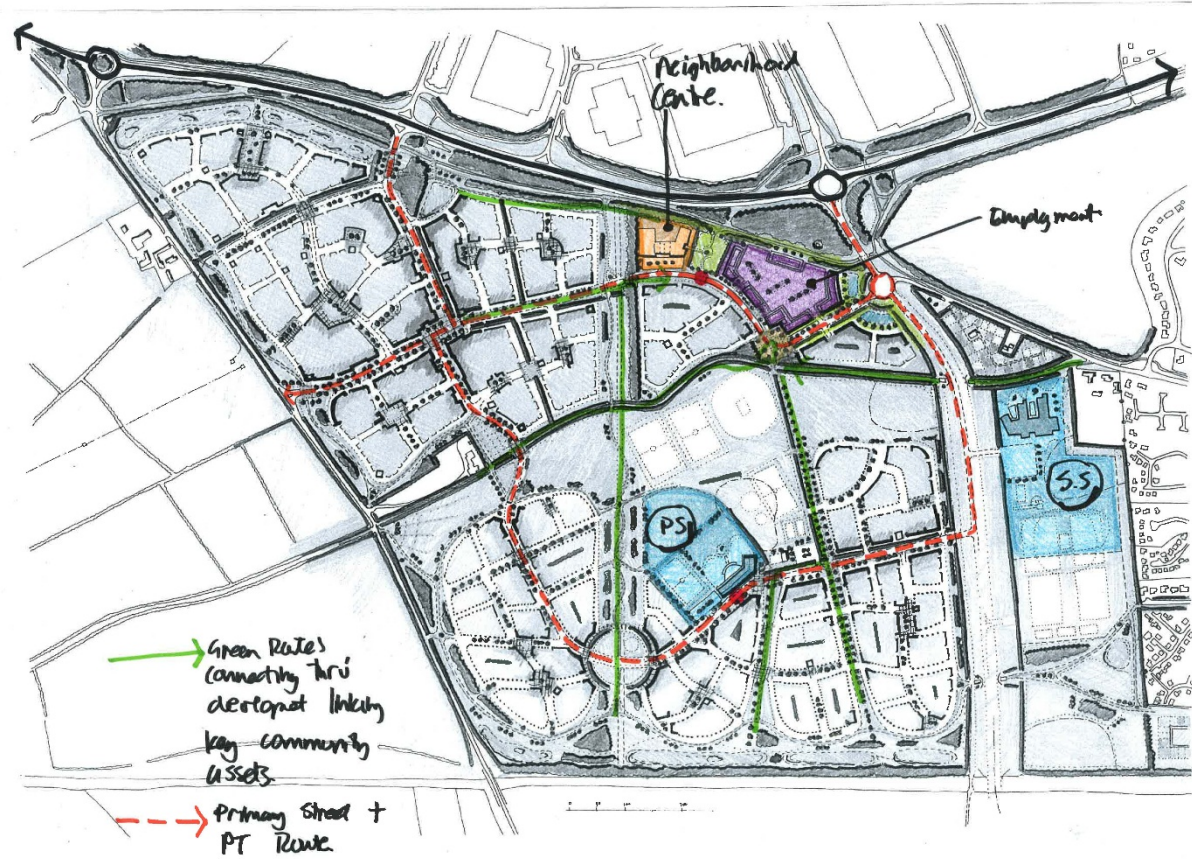 Neighbourhood
Centre.
Employment
S.S
PS
Green Routes
connecting thru
developmt linking
key community
assets.
Primary Street +
PT Route.